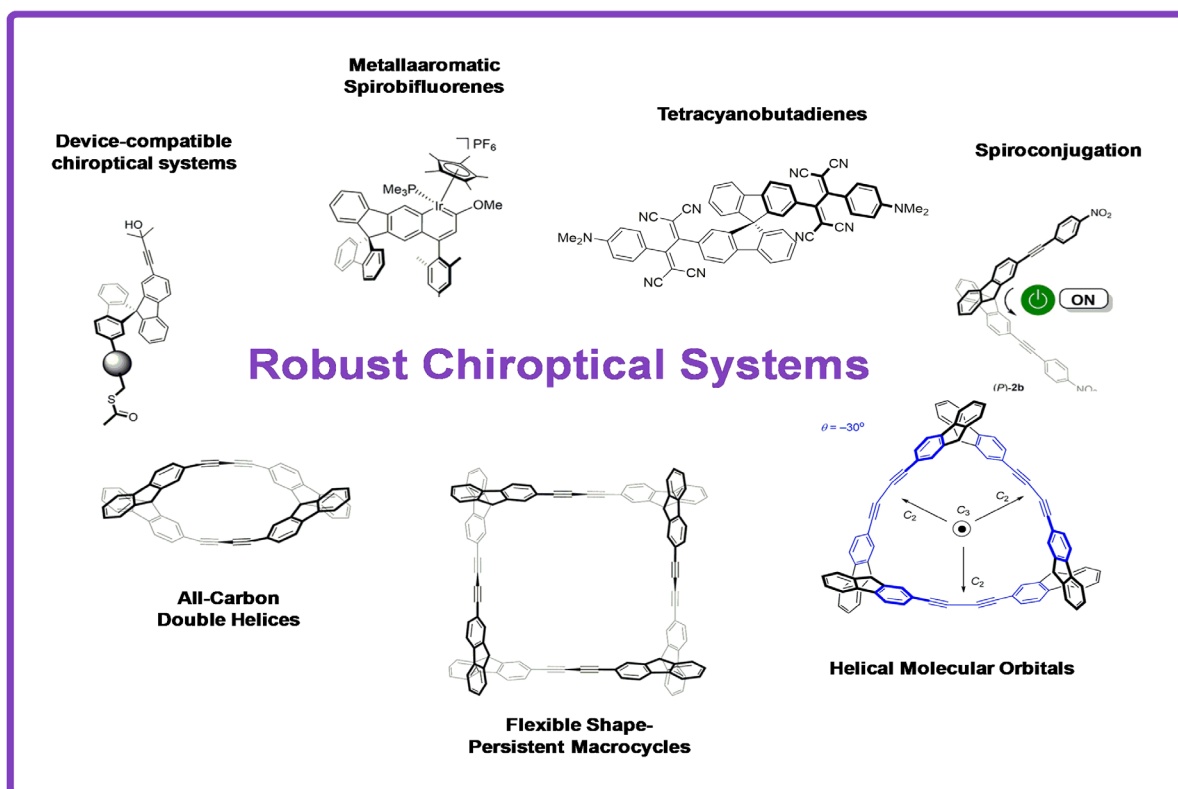 Metallaaromatic
Spirobifluorenes
Device-compatible
chiroptical systems
Tetracyanobutadienes
Spiroconjugation
PF6
Me3P
Ir
OMe
HO
S
O
CN
NC
NC
CN
NC
CN
Me2N
NC
CN
NMe2
NO2
ON
NO2
(P)-2b
Robust Chiroptical Systems
θ = –30º
C2
C3
C2
C2
All-Carbon
Double Helices
Flexible Shape-
Persistent Macrocycles
Helical Molecular Orbitals